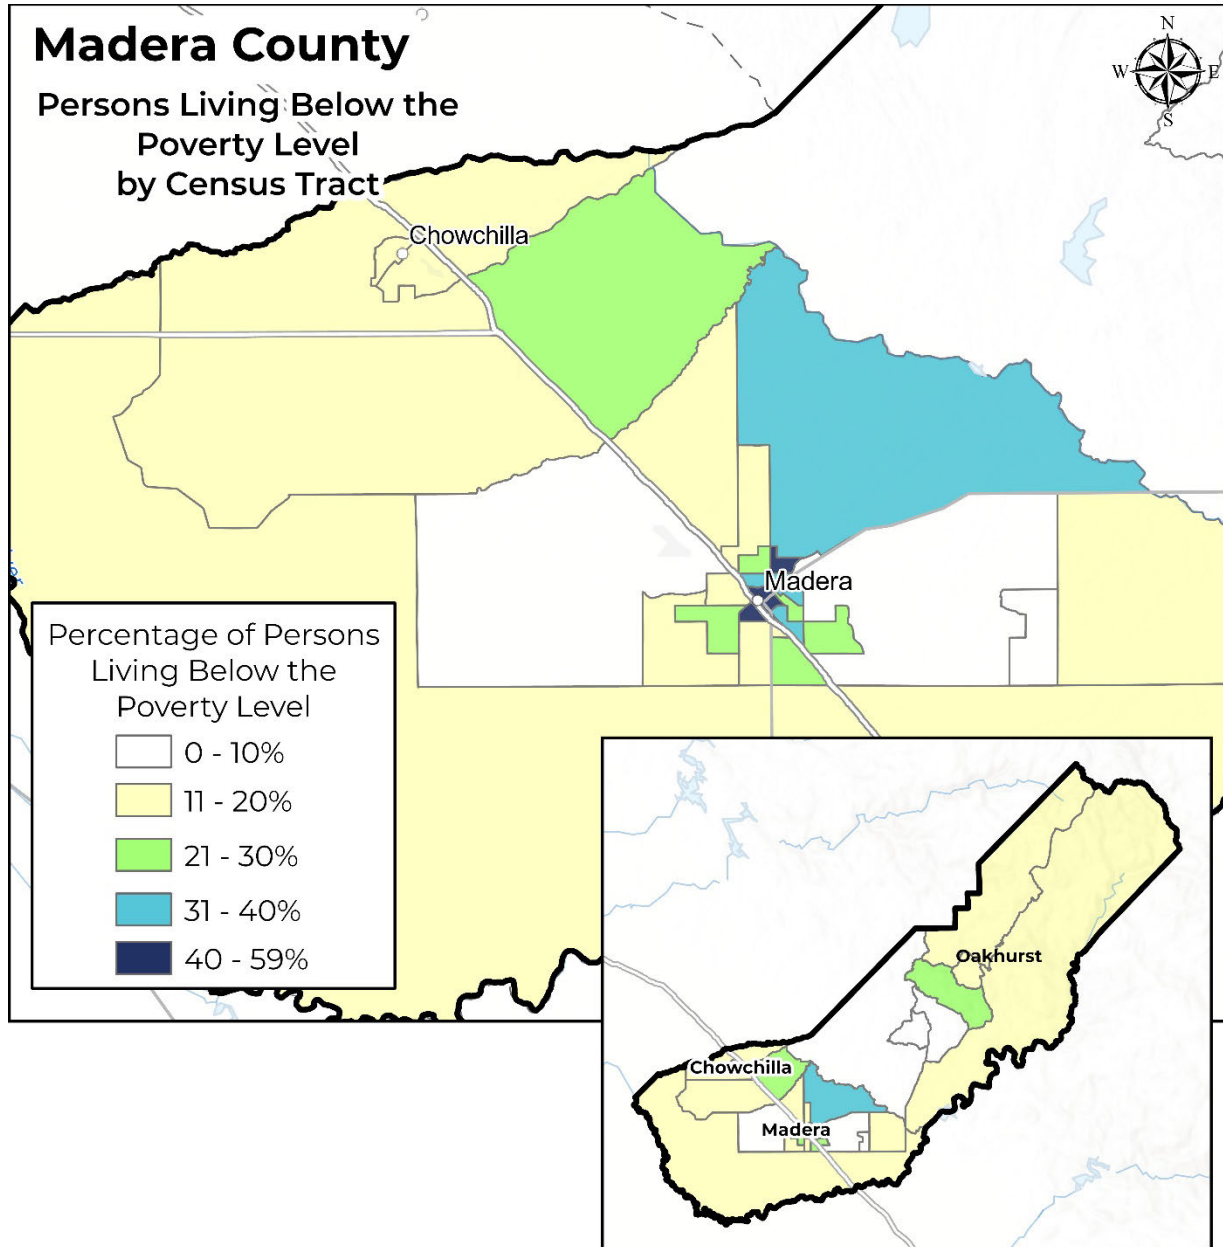 Madera County
Persons Living Below the
Poverty Level
by Census Tract
N
W
E
S
Chowchilla
Madera
Percentage of Persons
Living Below the
Poverty Level
0 - 10%
11 - 20%
21 - 30%
31 - 40%
40 - 59%
Oakhurst
Chowchilla
Madera